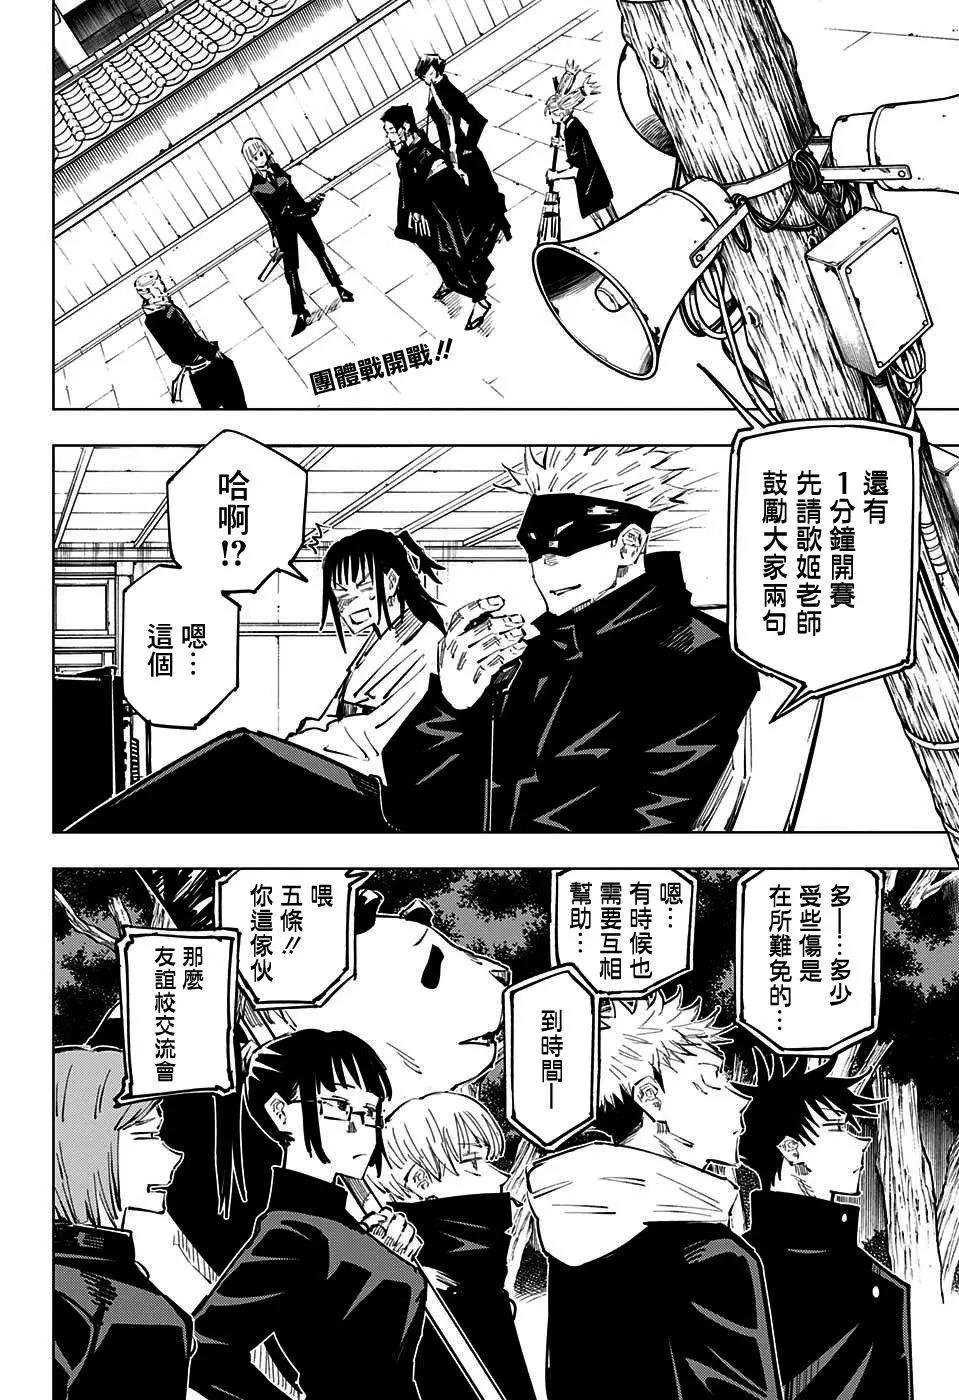 團體戰開戰!!
還有
1分鐘開賽
先請歌姬老師
鼓勵大家兩句
哈啊!?
嗯…
這個
多—…多少
受些傷是
在所難免的…
嗯…
有時候也
需要互相
幫助…
到時間—
喂
五條!!
你這傢伙
那麼
友誼校交流會